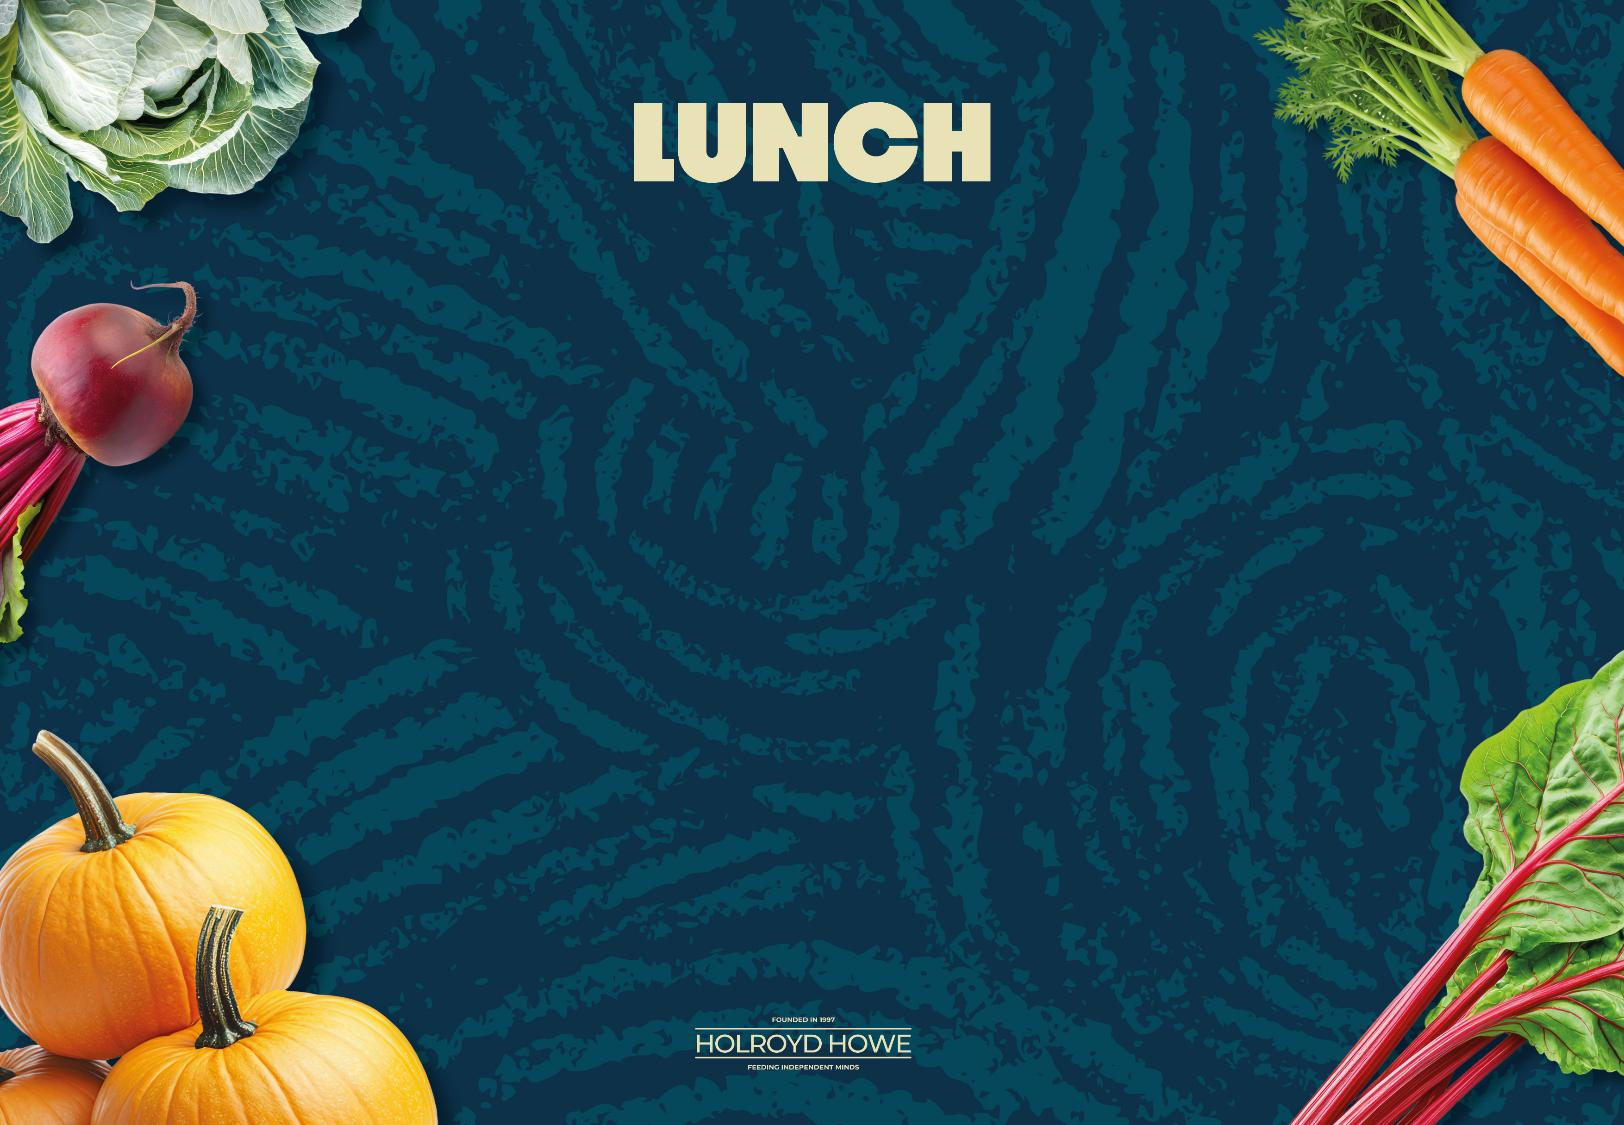 LUNCH
FOUNDED IN 1997
HOLROYD HOWE
FEEDING INDEPENDENT MINDS